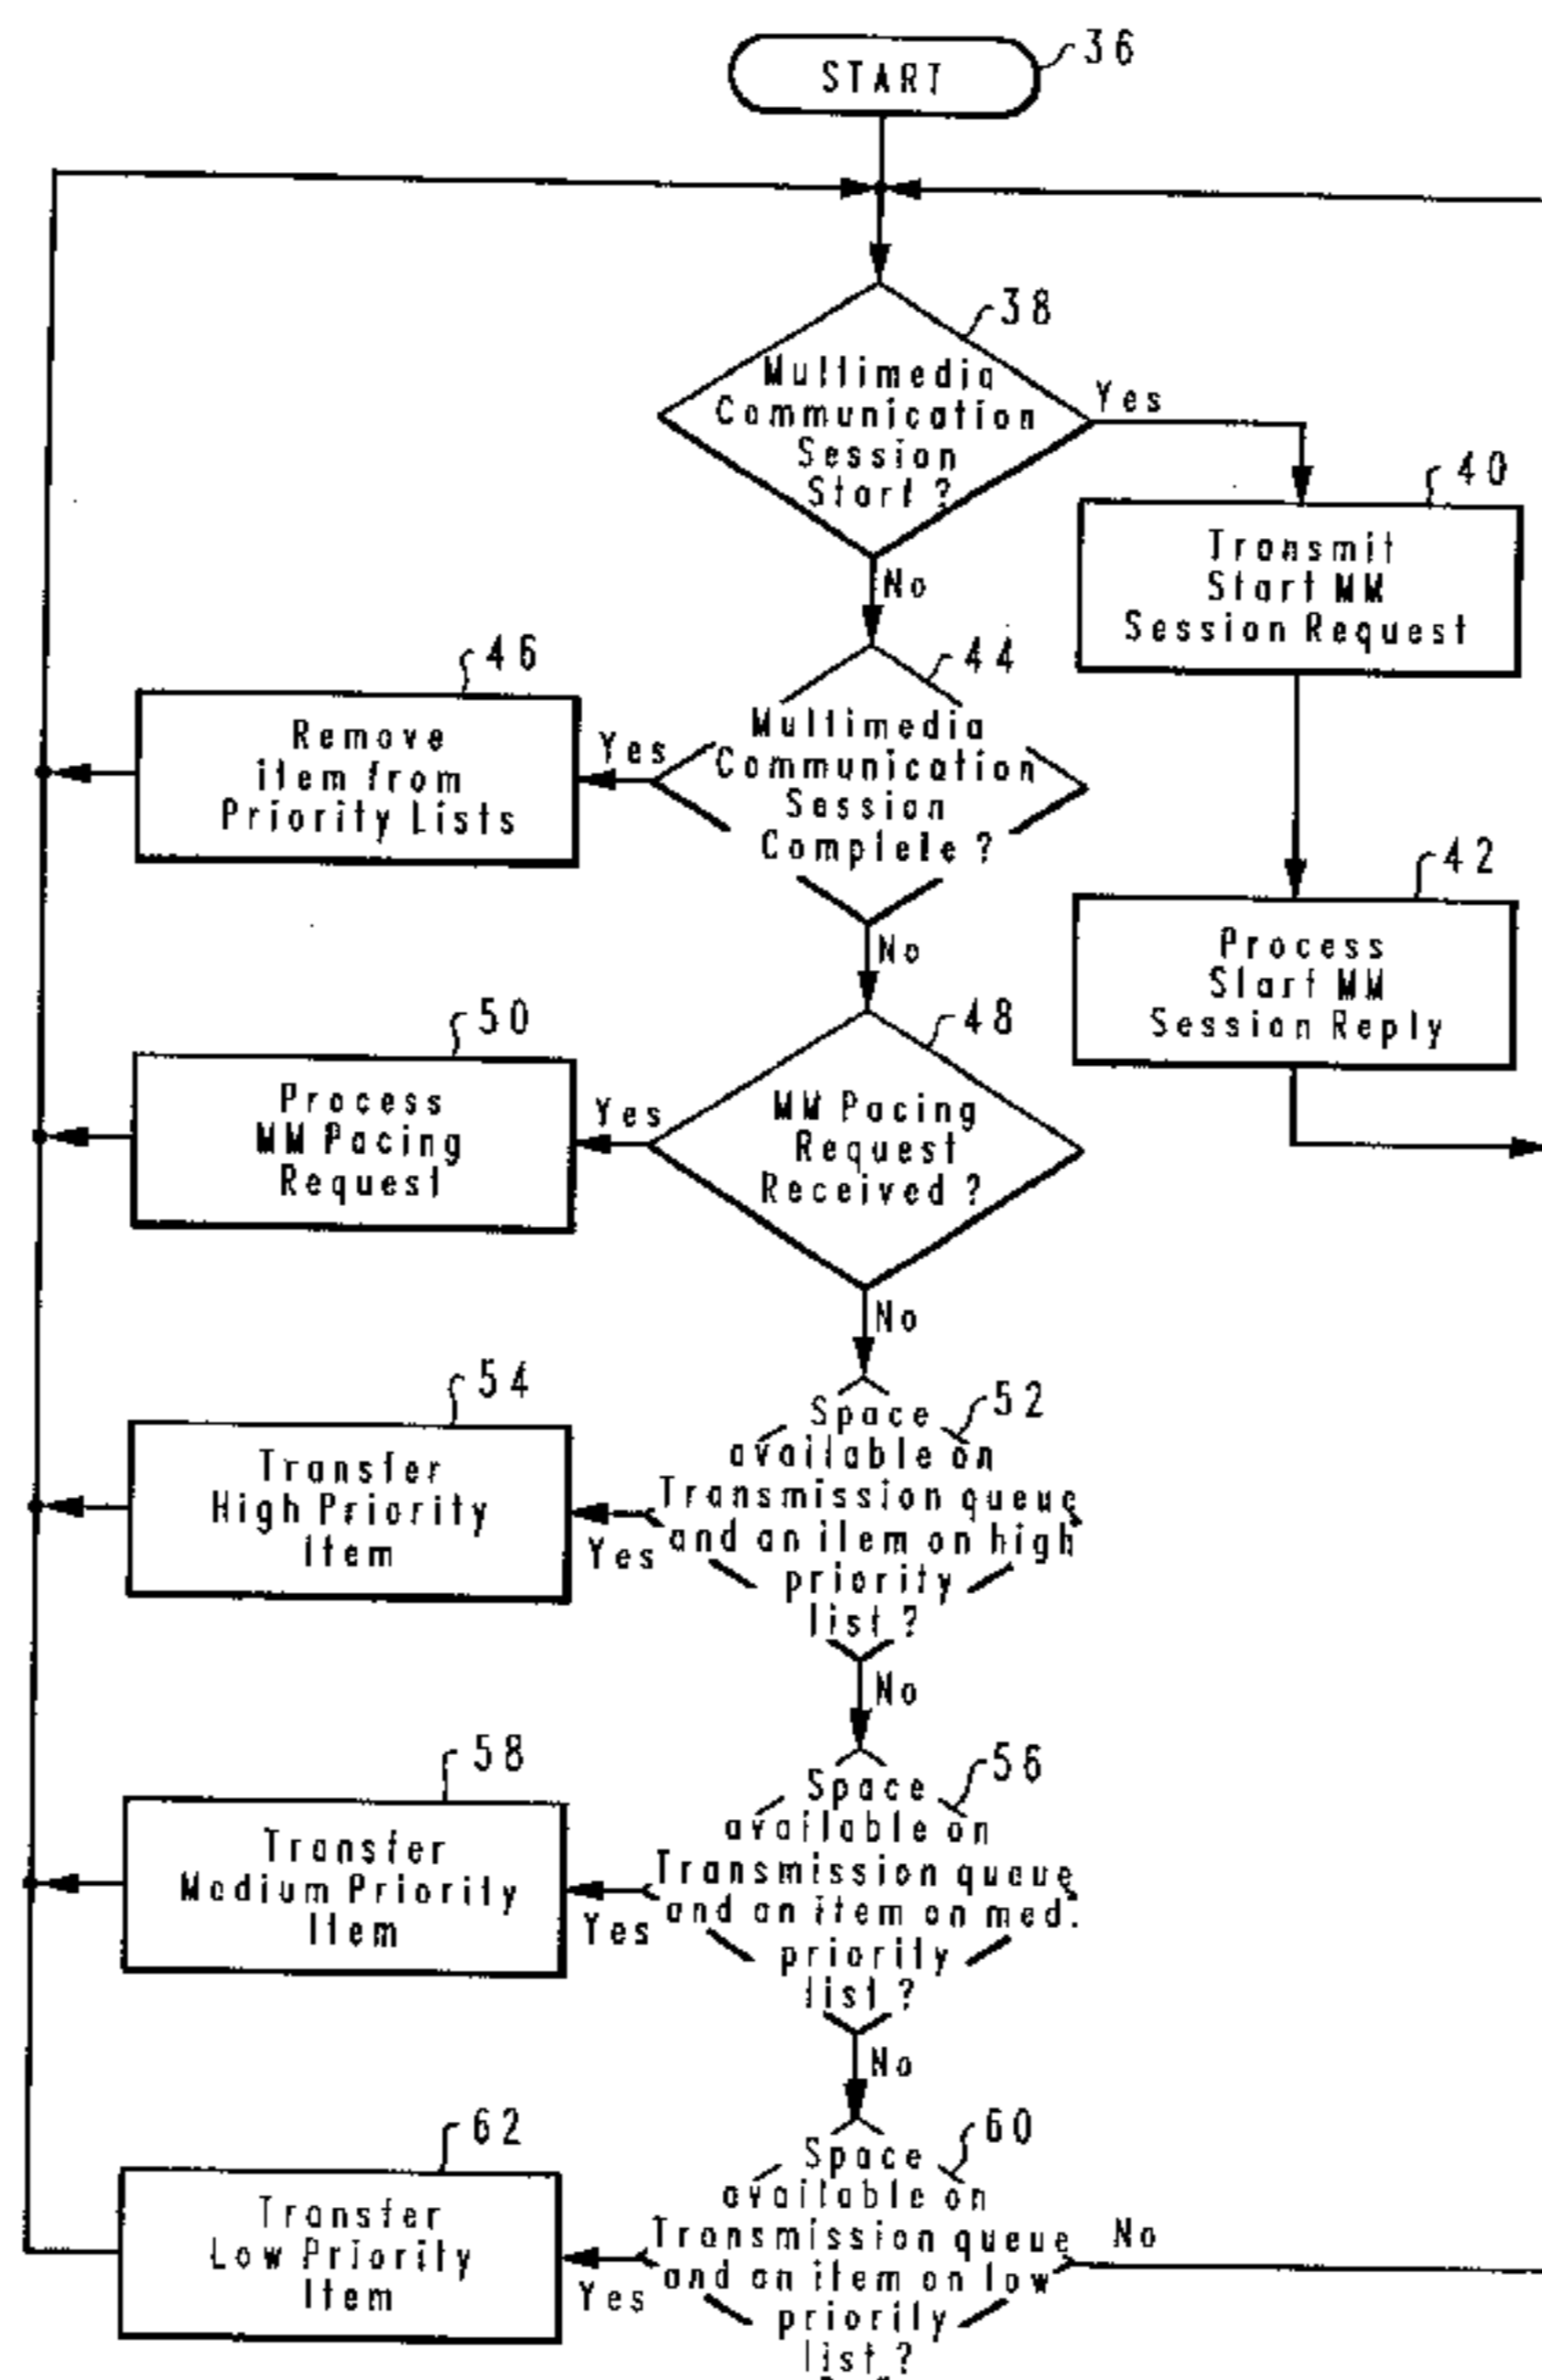 START
36
38
Multimedia
Communication
Session
Start ?
Yes
No
40
Transmit
Start MM
Session Request
42
Process
Start MM
Session Reply
44
Multimedia
Communication
Session
Complete ?
Yes
No
46
Remove
item from
Priority Lists
48
MM Pacing
Request
Received ?
Yes
No
50
Process
MM Pacing
Request
52
Space
available on
Transmission queue
and an item on high
priority
list ?
Yes
No
54
Transfer
High Priority
Item
56
Space
available on
Transmission queue
and an item on med.
priority
list ?
Yes
No
58
Transfer
Medium Priority
Item
60
Space
available on
Transmission queue
and an item on low
priority
list ?
Yes
No
62
Transfer
Low Priority
Item